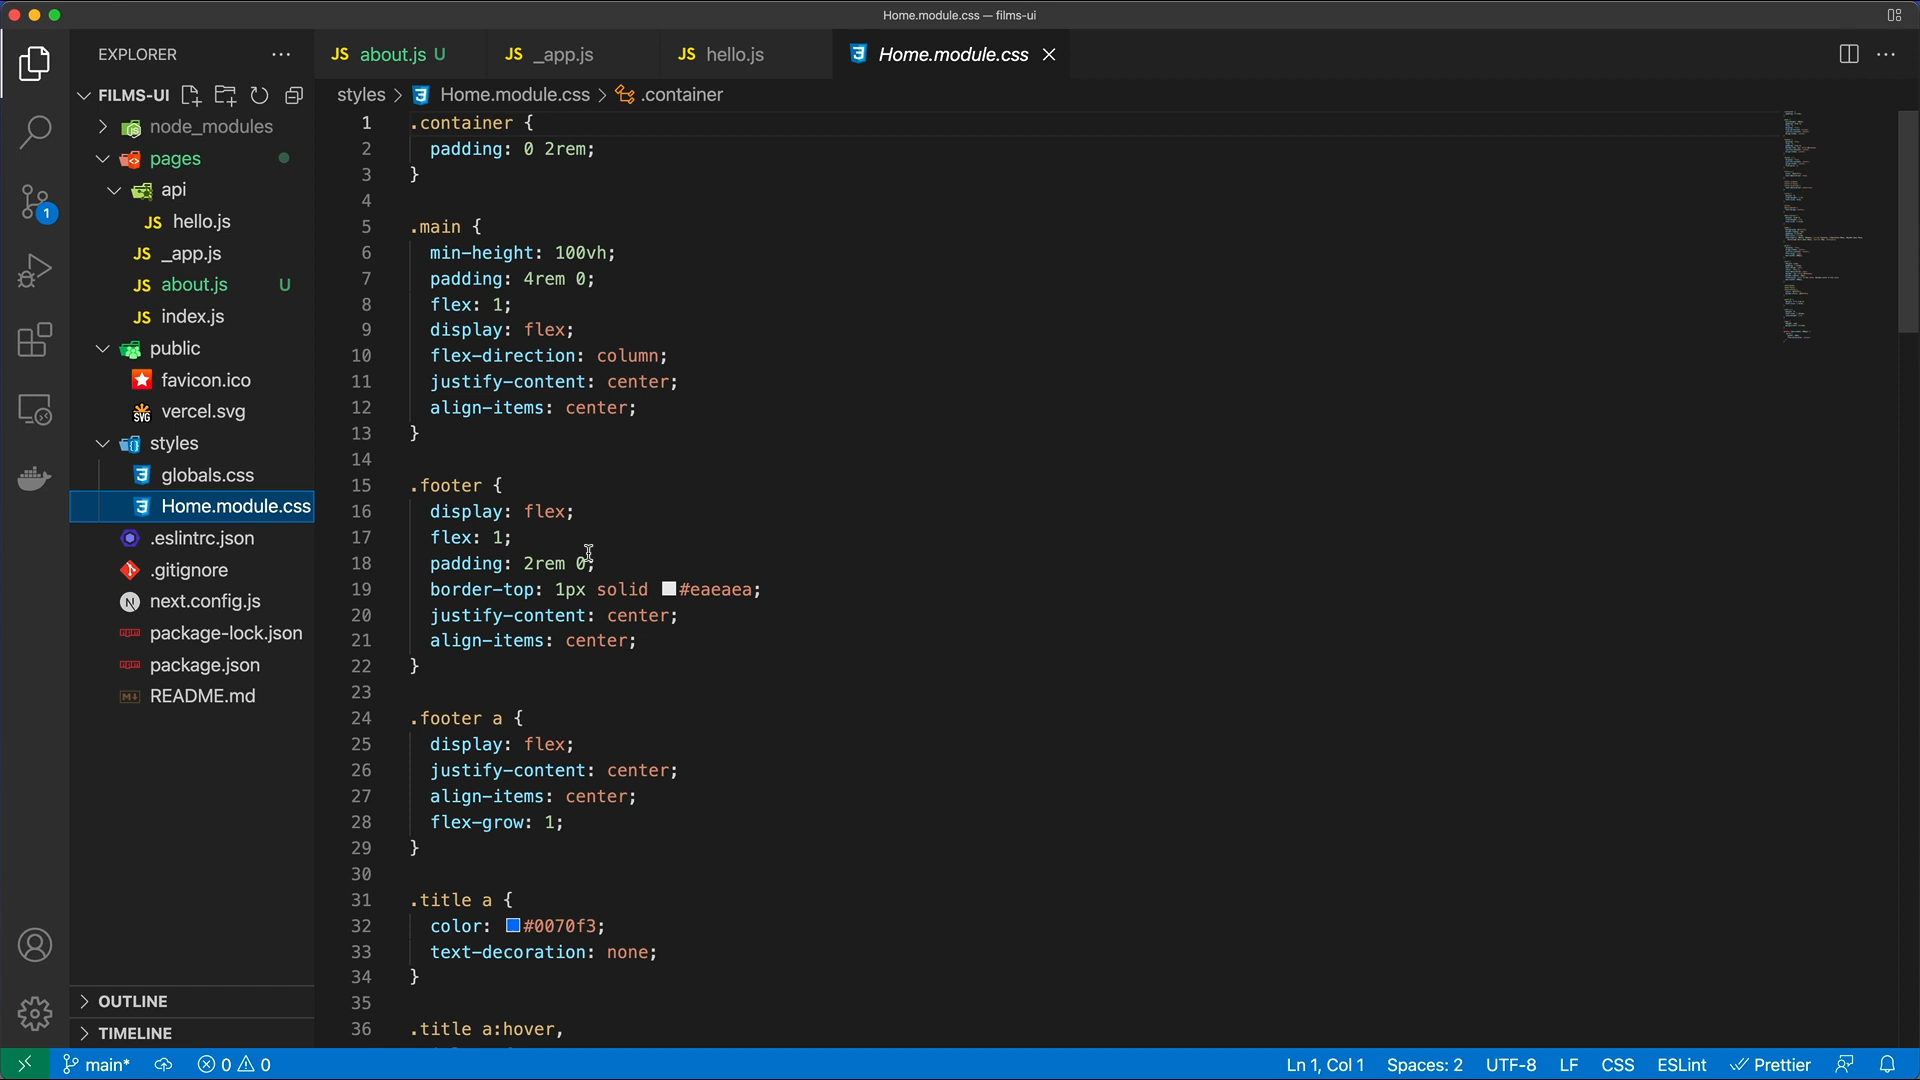 Home.module.css — films-ui
EXPLORER
JS about.js U
JS _app.js
JS hello.js
Home.module.css
FILMS-UI
styles > Home.module.css > .container
node_modules
pages
api
JS hello.js
JS _app.js
JS about.js U
JS index.js
public
favicon.ico
SVG vercel.svg
styles
globals.css
Home.module.css
.eslintrc.json
.gitignore
N next.config.js
package-lock.json
package.json
README.md
OUTLINE
TIMELINE
1
1 .container {
2 padding: 0 2rem;
3 }
4
5 .main {
6 min-height: 100vh;
7 padding: 4rem 0;
8 flex: 1;
9 display: flex;
10 flex-direction: column;
11 justify-content: center;
12 align-items: center;
13 }
14
15 .footer {
16 display: flex;
17 flex: 1;
18 padding: 2rem 0;
19 border-top: 1px solid #eaeaea;
20 justify-content: center;
21 align-items: center;
22 }
23
24 .footer a {
25 display: flex;
26 justify-content: center;
27 align-items: center;
28 flex-grow: 1;
29 }
30
31 .title a {
32 color: #0070f3;
33 text-decoration: none;
34 }
35
36 .title a:hover,
main* 0 0 Ln 1, Col 1 Spaces: 2 UTF-8 LF CSS ESLint Prettier